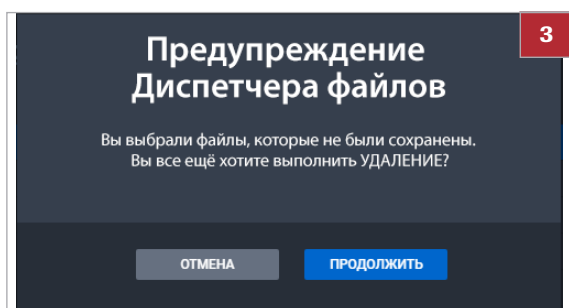 3
Предупреждение
Диспетчера файлов
Вы выбрали файлы, которые не были сохранены.
Вы все ещё хотите выполнить УДАЛЕНИЕ?
ОТМЕНА
ПРОДОЛЖИТЬ